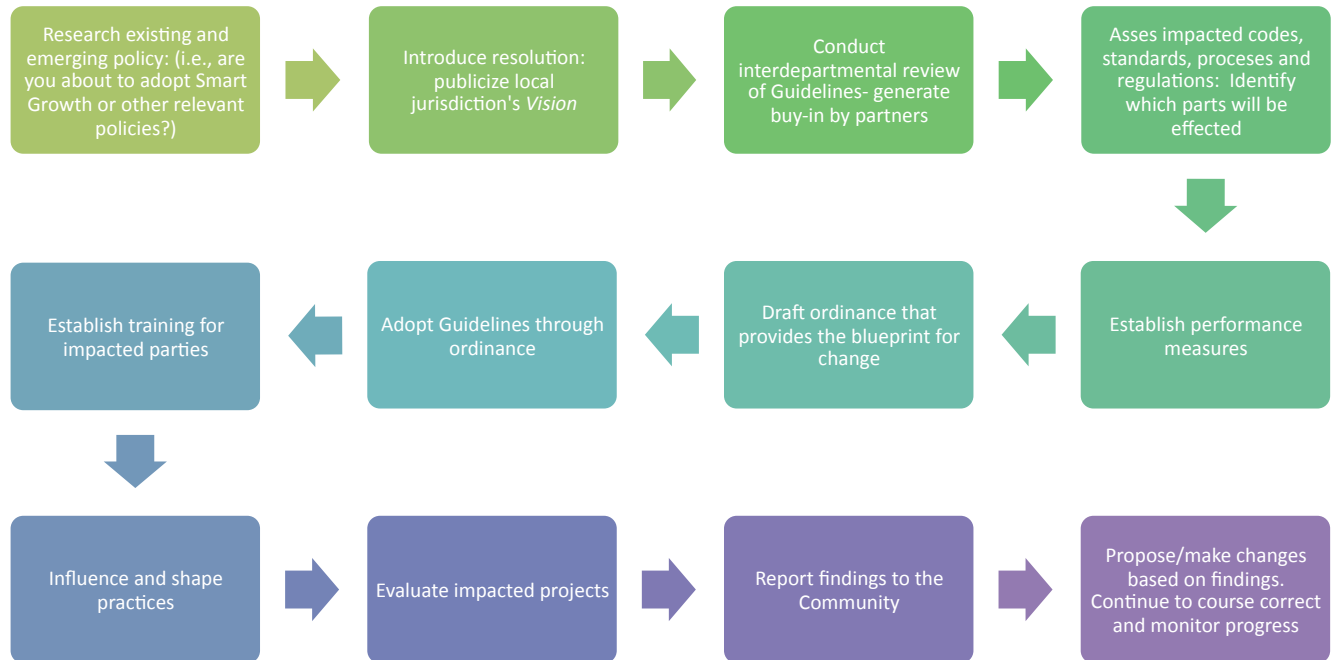 Research existing and
emerging policy: (i.e., are
you about to adopt Smart
Growth or other relevant
policies?)
Introduce resolution:
publicize local
jurisdiction's Vision
Conduct
interdepartmental review
of Guidelines- generate
buy-in by partners
Asses impacted codes,
standards, proceses and
regulations: Identify
which parts will be
effected
Establish performance
measures
Draft ordinance that
provides the blueprint for
change
Adopt Guidelines through
ordinance
Establish training for
impacted parties
Influence and shape
practices
Evaluate impacted projects
Report findings to the
Community
Propose/make changes
based on findings.
Continue to course correct
and monitor progress